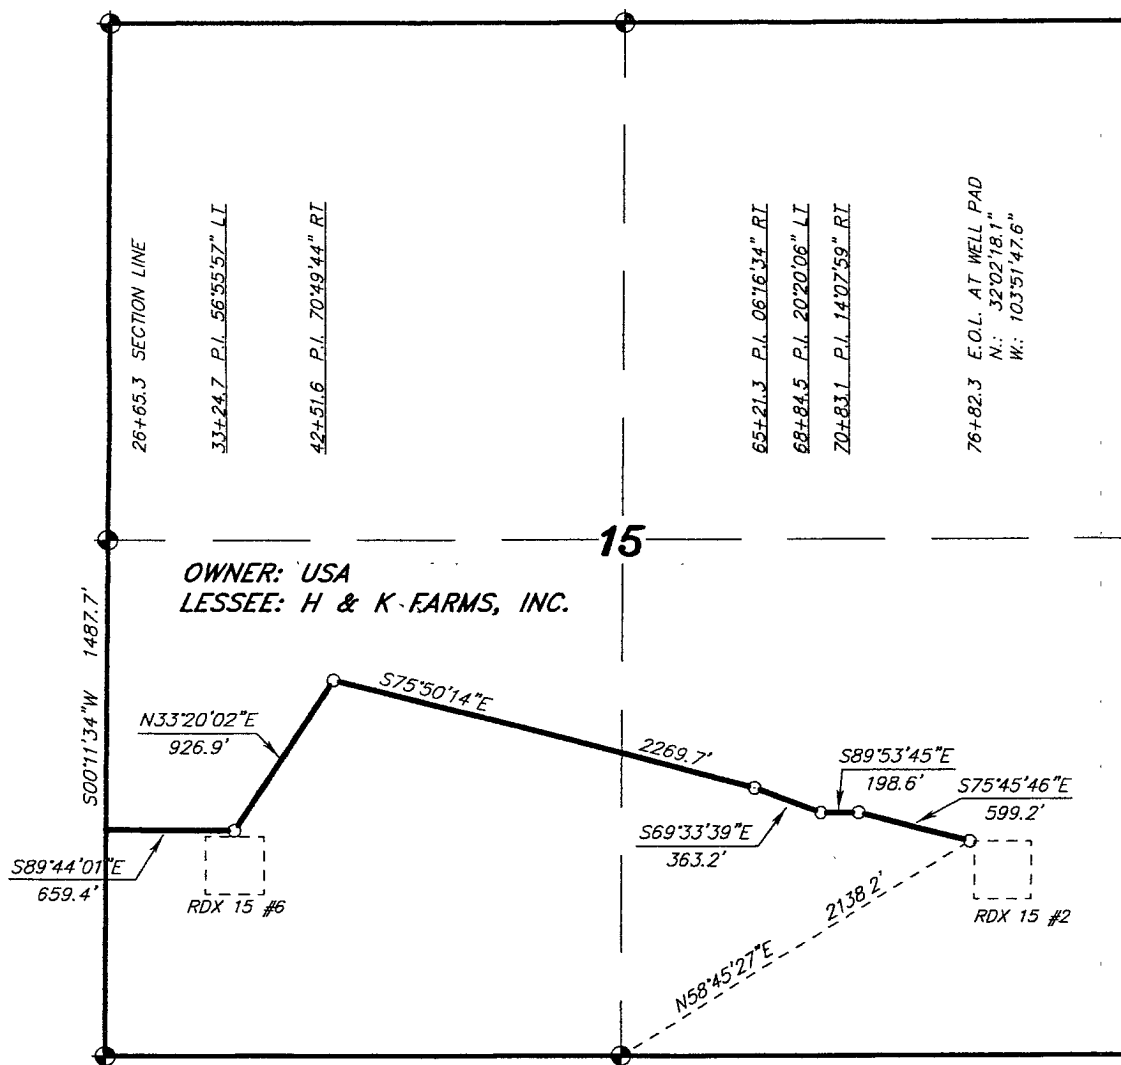 26+65.3 SECTION LINE
33+24.7 P.I. 56°55'57" LT
42+51.6 P.I. 70°49'44" RT
65+21.3 P.I. 06°16'34" RT
68+84.5 P.I. 20°20'06" LT
70+83.1 P.I. 14°07'59" RT
76+82.3 E.O.L. AT WELL PAD
N.: 32°02'18.1"
W.: 103°51'47.6"
15
OWNER: USA
LESSEE: H & K FARMS, INC.
S00°11'34"W 1487.7'
N33°20'02"E
926.9'
S75°50'14"E
2269.7'
S89°53'45"E
198.6'
S75°45'46"E
599.2'
S69°33'39"E
363.2'
S89°44'01"E
659.4'
RDX 15 #6
RDX 15 #2
N58°45'27"E 2138.2'